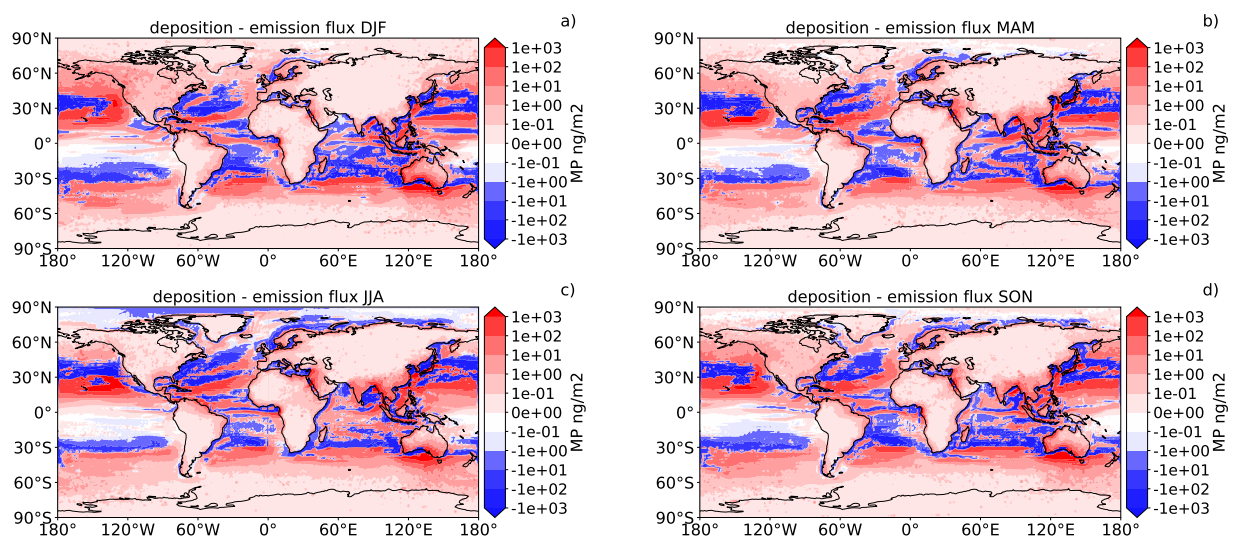 a)
deposition - emission flux DJF
90°N
60°N
30°N
0°
30°S
60°S
90°S
180°
120°W
60°W
0°
60°E
120°E
180°
1e+03
1e+02
1e+01
1e+00
1e-01
0e+00
-1e-01
-1e+00
-1e+01
-1e+02
-1e+03
MP ng/m2
b)
deposition - emission flux MAM
90°N
60°N
30°N
0°
30°S
60°S
90°S
180°
120°W
60°W
0°
60°E
120°E
180°
1e+03
1e+02
1e+01
1e+00
1e-01
0e+00
-1e-01
-1e+00
-1e+01
-1e+02
-1e+03
MP ng/m2
c)
deposition - emission flux JJA
90°N
60°N
30°N
0°
30°S
60°S
90°S
180°
120°W
60°W
0°
60°E
120°E
180°
1e+03
1e+02
1e+01
1e+00
1e-01
0e+00
-1e-01
-1e+00
-1e+01
-1e+02
-1e+03
MP ng/m2
d)
deposition - emission flux SON
90°N
60°N
30°N
0°
30°S
60°S
90°S
180°
120°W
60°W
0°
60°E
120°E
180°
1e+03
1e+02
1e+01
1e+00
1e-01
0e+00
-1e-01
-1e+00
-1e+01
-1e+02
-1e+03
MP ng/m2